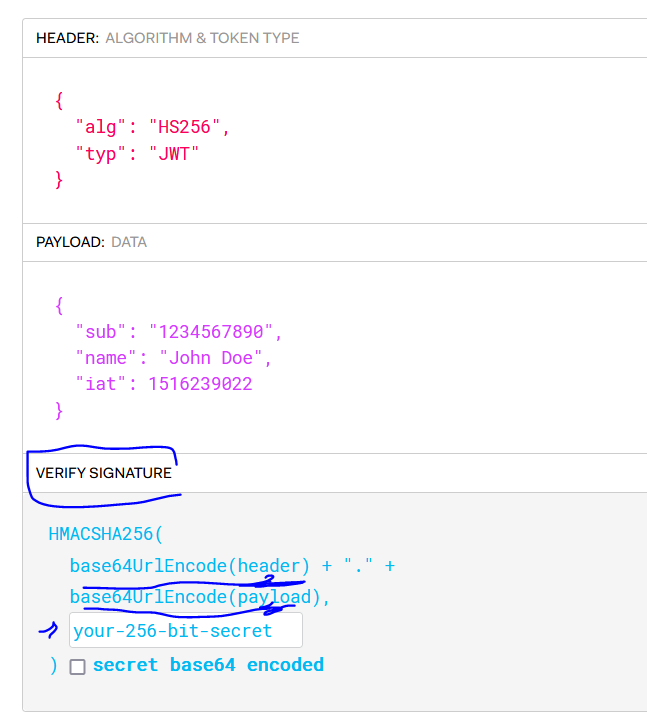 HEADER: ALGORITHM & TOKEN TYPE
{
"alg": "HS256",
"typ": "JWT"
}
PAYLOAD: DATA
{
"sub": "1234567890",
"name": "John Doe",
"iat": 1516239022
}
VERIFY SIGNATURE
HMACSHA256(
base64UrlEncode(header) + "." +
base64UrlEncode(payload),
your-256-bit-secret
) secret base64 encoded